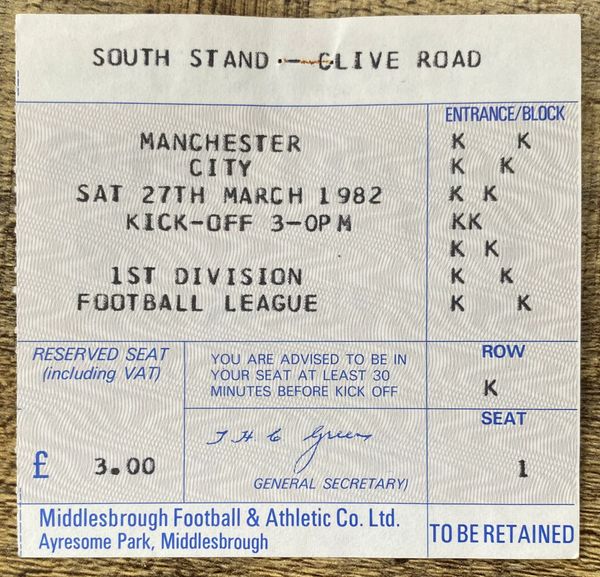 SOUTH STAND - CLIVE ROAD
ENTRANCE/BLOCK
MANCHESTER
CITY
SAT 27TH MARCH 1982
KICK-OFF 3-0PM
1ST DIVISION
FOOTBALL LEAGUE
K K
K K
K K
KK
K K
K K
K K
RESERVED SEAT
(including VAT)
£ 3.00
YOU ARE ADVISED TO BE IN
YOUR SEAT AT LEAST 30
MINUTES BEFORE KICK OFF
GENERAL SECRETARY)
ROW
K
SEAT
1
Middlesbrough Football & Athletic Co. Ltd.
Ayresome Park, Middlesbrough
TO BE RETAINED